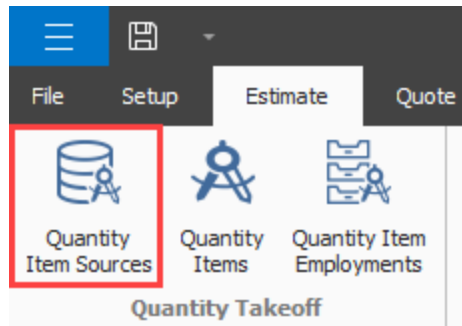 File Setup Estimate Quote
Quantity Quantity Quantity Item
Item Sources Items Employments
Quantity Takeoff